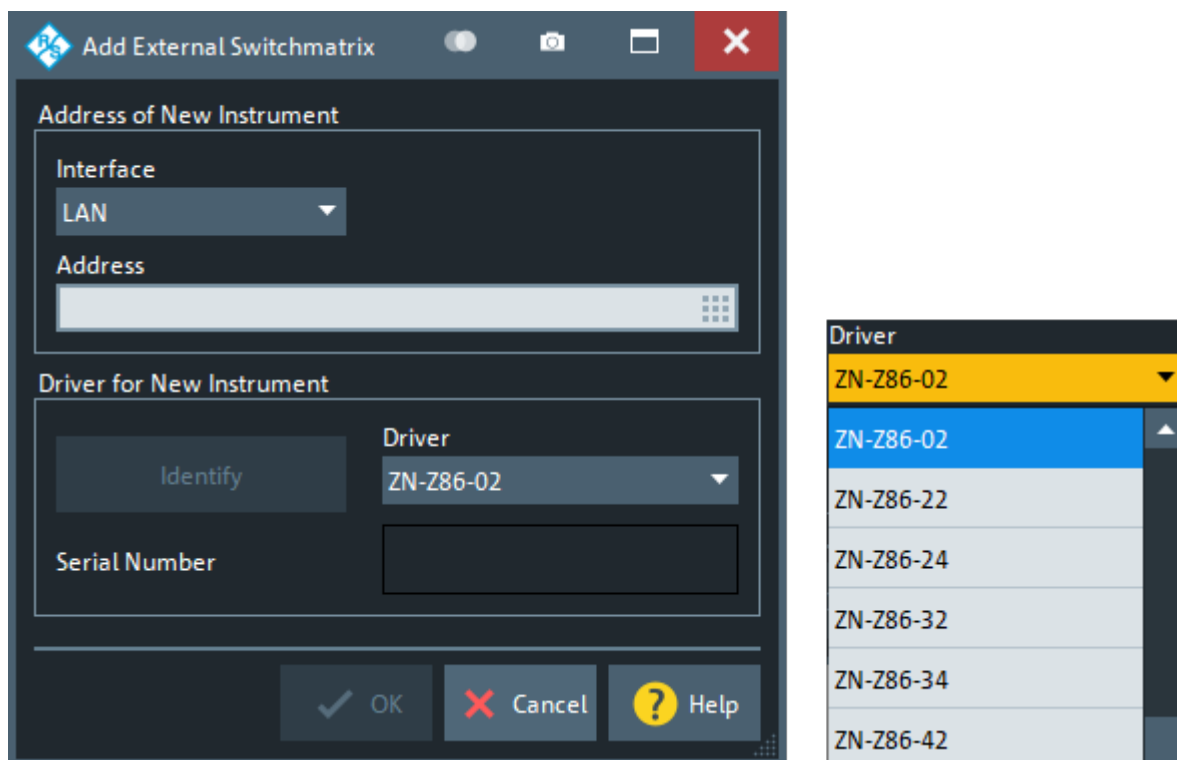 Add External Switchmatrix
Address of New Instrument
Interface
LAN
Address
Driver for New Instrument
Identify
Driver
ZN-Z86-02
Serial Number
OK
Cancel
? Help
Driver
ZN-Z86-02
ZN-Z86-02
ZN-Z86-22
ZN-Z86-24
ZN-Z86-32
ZN-Z86-34
ZN-Z86-42